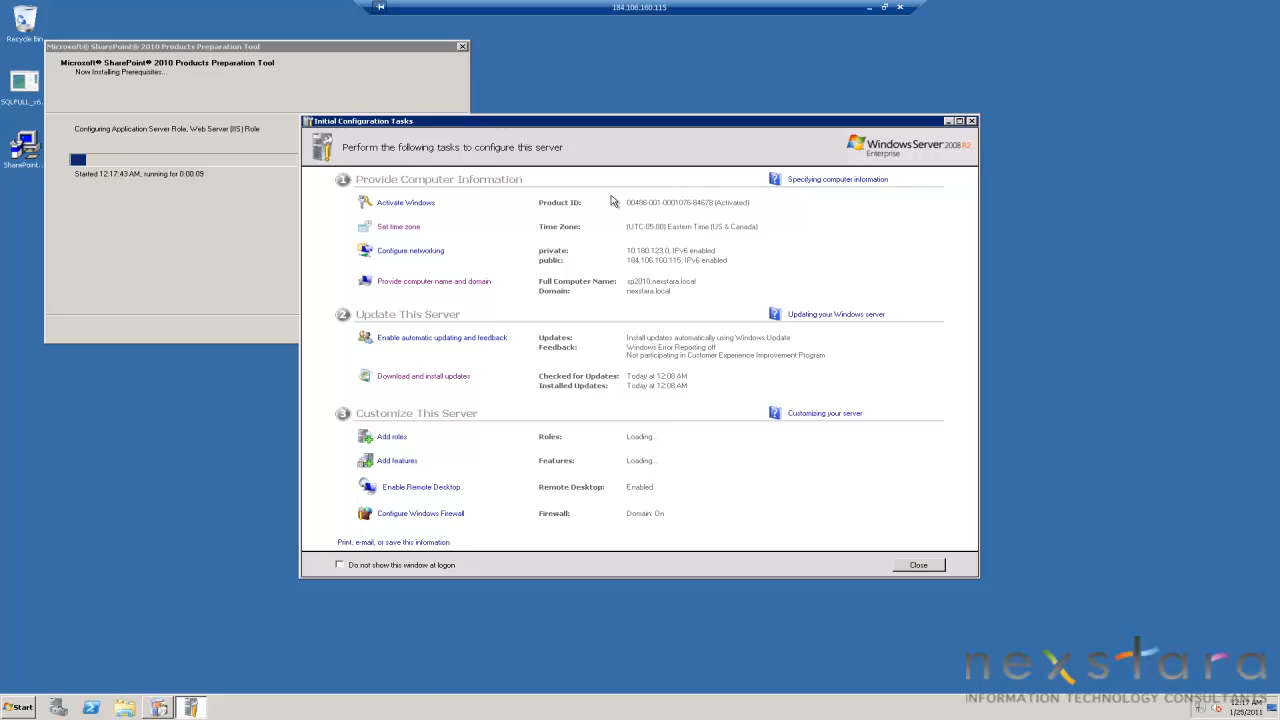 184.106.160.115
Recycle Bin
Microsoft® SharePoint® 2010 Products Preparation Tool
Microsoft® SharePoint® 2010 Products Preparation Tool
Now Installing Prerequisites...
SQLFULL_x6...
Configuring Application Server Role, Web Server (IIS) Role
SharePoint...
Started 12:17:43 AM, running for 0:00:09
Initial Configuration Tasks
Perform the following tasks to configure this server
Windows Server 2008 R2
Enterprise
1 Provide Computer Information
Specifying computer information
Activate Windows
Product ID: 00486-001-0001076-84678 (Activated)
Set time zone
Time Zone: (UTC-05:00) Eastern Time (US & Canada)
Configure networking
private: 10.180.123.0, IPv6 enabled
public: 184.106.160.115, IPv6 enabled
Provide computer name and domain
Full Computer Name: sp2010.nexstara.local
Domain: nexstara.local
2 Update This Server
Updating your Windows server
Enable automatic updating and feedback
Updates: Install updates automatically using Windows Update
Feedback: Windows Error Reporting off
Not participating in Customer Experience Improvement Program
Download and install updates
Checked for Updates: Today at 12:08 AM
Installed Updates: Today at 12:08 AM
3 Customize This Server
Customizing your server
Add roles
Roles: Loading...
Add features
Features: Loading...
Enable Remote Desktop
Remote Desktop: Enabled
Configure Windows Firewall
Firewall: Domain: On
Print, e-mail, or save this information
Do not show this window at logon
Close
nexstara
INFORMATION TECHNOLOGY CONSULTANTS
Start
12:17 AM
1/25/2011